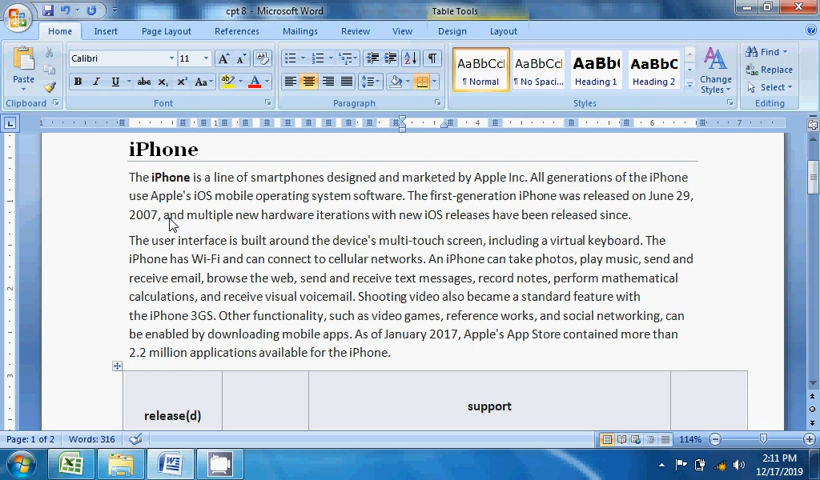 cpt 8 - Microsoft Word
Table Tools
Home Insert Page Layout References Mailings Review View Design Layout
Paste
Calibri 11
B I U abc x₂ x² Aa A
AaBbCcI AaBbCcI AaBbCc AaBbC
¶ Normal ¶ No Spaci... Heading 1 Heading 2
Change Styles
Find
Replace
Select
Clipboard Font Paragraph Styles Editing
iPhone
The iPhone is a line of smartphones designed and marketed by Apple Inc. All generations of the iPhone
use Apple's iOS mobile operating system software. The first-generation iPhone was released on June 29,
2007, and multiple new hardware iterations with new iOS releases have been released since.
The user interface is built around the device's multi-touch screen, including a virtual keyboard. The
iPhone has Wi-Fi and can connect to cellular networks. An iPhone can take photos, play music, send and
receive email, browse the web, send and receive text messages, record notes, perform mathematical
calculations, and receive visual voicemail. Shooting video also became a standard feature with
the iPhone 3GS. Other functionality, such as video games, reference works, and social networking, can
be enabled by downloading mobile apps. As of January 2017, Apple's App Store contained more than
2.2 million applications available for the iPhone.
release(d)
support
Page: 1 of 2 Words: 316 114%
2:11 PM
12/17/2019